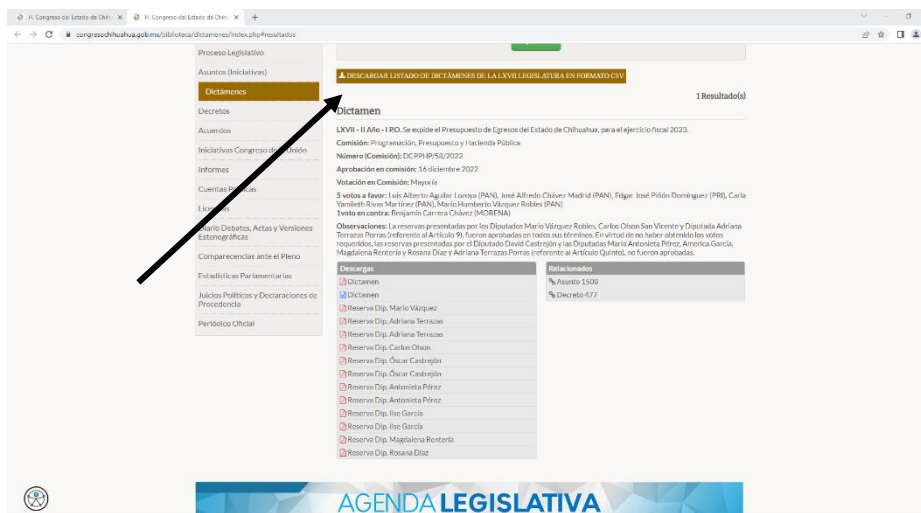 H. Congreso del Estado de Chihu
H. Congreso del Estado de Chihu
congresochihuahua.gob.mx/biblioteca/dictamenes/index.php#resultados
Proceso Legislativo
Asuntos (Iniciativas)
Dictámenes
Decretos
Acuerdos
Iniciativas Congreso de Unión
Informes
Cuentas Públicas
Licencias
Diario Debates, Actas y Versiones
Estenográficas
Comparecencias ante el Pleno
Estadísticas Parlamentarias
Juicios Políticos y Declaraciones de
Procedencia
Periódico Oficial
DESCARGAR LISTADO DE DICTÁMENES DE LA LXVII LEGISLATURA EN FORMATO CSV
1 Resultado(s)
Dictamen
LXVII - II Año - I P.O. Se expide el Presupuesto de Egresos del Estado de Chihuahua, para el ejercicio fiscal 2023.
Comisión: Programación, Presupuesto y Hacienda Pública
Número (Comisión): DCPPHP/58/2022
Aprobación en comisión: 16 diciembre 2022
Votación en Comisión: Mayoría
5 votos a favor: Luis Alberto Aguilar Lozoya (PAN), José Alfredo Chávez Madrid (PAN), Edgar José Piñón Domínguez (PRI), Carla
Yamileth Rivas Martínez (PAN), Mario Humberto Vázquez Robles (PAN)
1voto en contra: Benjamín Carrera Chávez (MORENA)
Observaciones: La reservas presentadas por los Diputados Mario Vázquez Robles, Carlos Olson San Vicente y Diputada Adriana
Terrazas Porras (referente al Artículo 9), fueron aprobadas en todos sus términos. En virtud de no haber obtenido los votos
requeridos, las reservas presentadas por el Diputado David Castrejón y las Diputadas María Antonieta Pérez, America García,
Magdalena Rentería y Rosana Díaz y Adriana Terrazas Porras (referente al Artículo Quinto), no fueron aprobadas.
Descargas
Dictamen
Dictamen
Reserva Dip. Mario Vázquez
Reserva Dip. Adriana Terrazas
Reserva Dip. Adriana Terrazas
Reserva Dip. Carlos Olson
Reserva Dip. Óscar Castrejón
Reserva Dip. Óscar Castrejón
Reserva Dip. Antonieta Pérez
Reserva Dip. Antonieta Pérez
Reserva Dip. Ilse García
Reserva Dip. Ilse García
Reserva Dip. Magdalena Rentería
Reserva Dip. Rosana Díaz
Relacionados
Asunto 1508
Decreto 477
AGENDA LEGISLATIVA